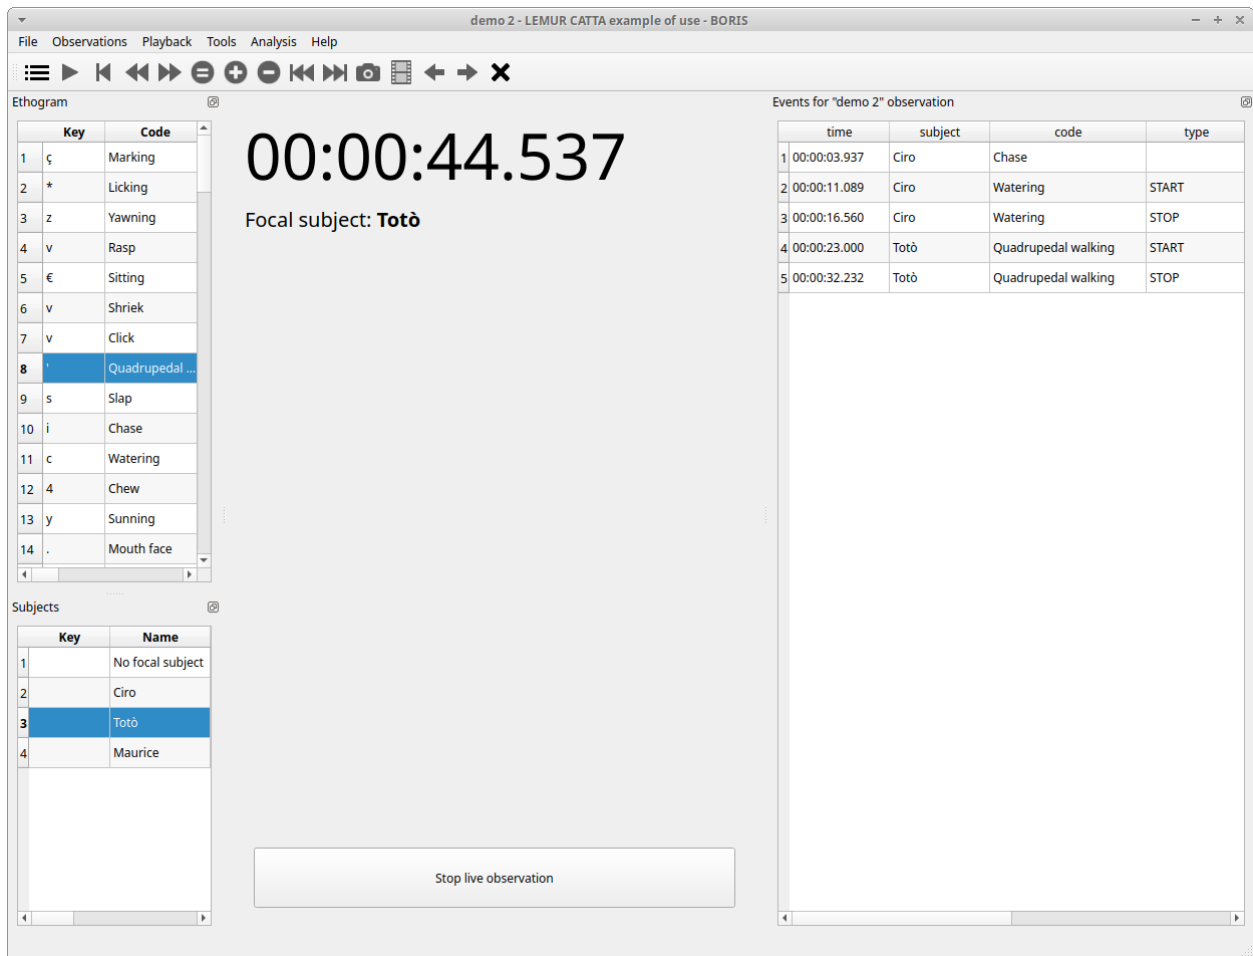 demo 2 - LEMUR CATTA example of use - BORIS
File Observations Playback Tools Analysis Help
Ethogram
Key Code
1 ç Marking
2 * Licking
3 z Yawning
4 v Rasp
5 € Sitting
6 v Shriek
7 v Click
8 ' Quadrupedal ...
9 s Slap
10 i Chase
11 c Watering
12 4 Chew
13 y Sunning
14 . Mouth face
Subjects
Key Name
1 No focal subject
2 Ciro
3 Totò
4 Maurice
00:00:44.537
Focal subject: Totò
Stop live observation
Events for "demo 2" observation
time subject code type
1 00:00:03.937 Ciro Chase
2 00:00:11.089 Ciro Watering START
3 00:00:16.560 Ciro Watering STOP
4 00:00:23.000 Totò Quadrupedal walking START
5 00:00:32.232 Totò Quadrupedal walking STOP